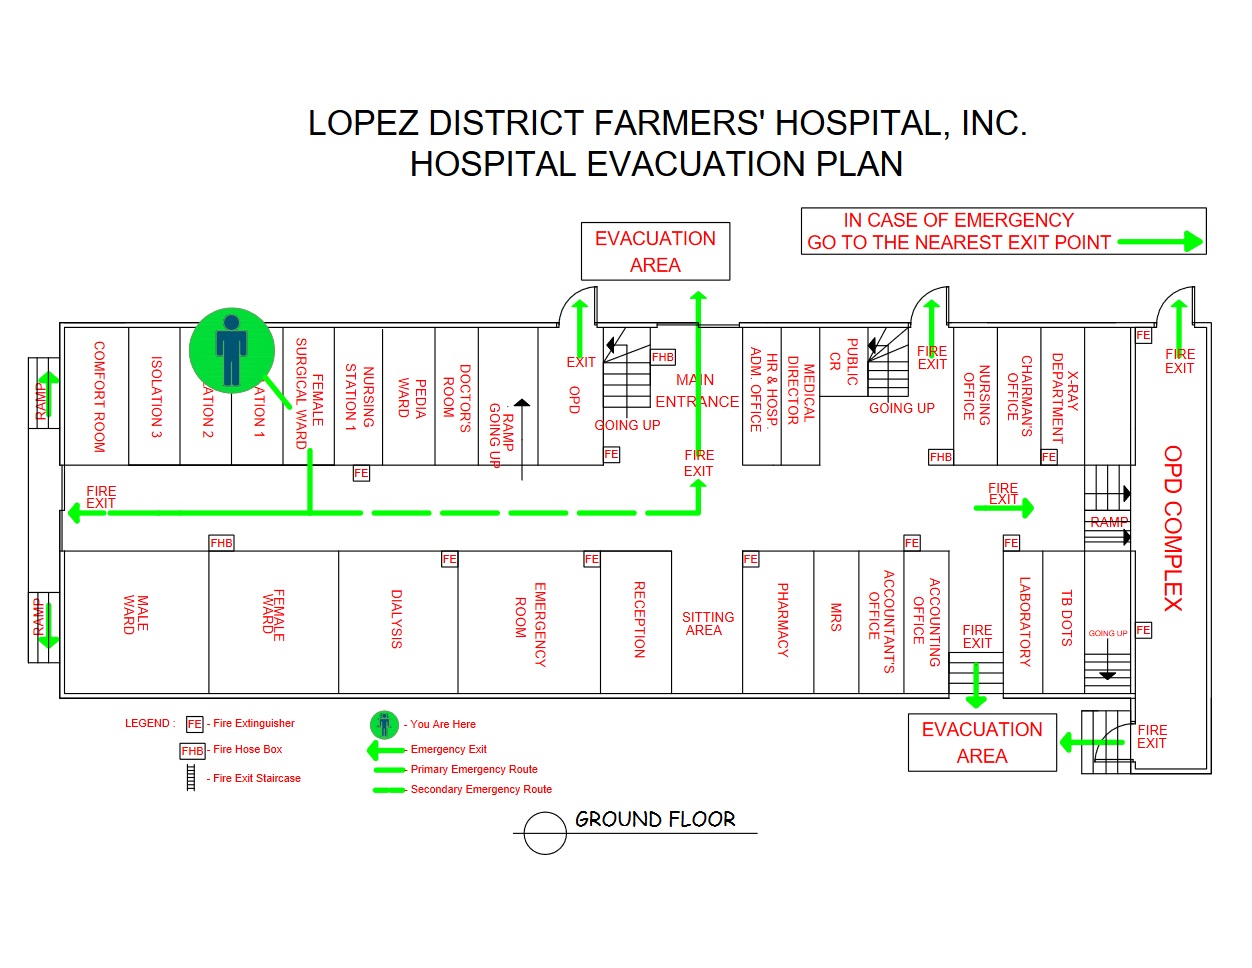 LOPEZ DISTRICT FARMERS' HOSPITAL, INC.
HOSPITAL EVACUATION PLAN
IN CASE OF EMERGENCY
GO TO THE NEAREST EXIT POINT
EVACUATION
AREA
RAMP
COMFORT ROOM
ISOLATION 3
ATION 2
ATION 1
FEMALE
SURGICAL WARD
NURSING
STATION 1
PEDIA
WARD
DOCTOR'S
ROOM
RAMP
GOING UP
EXIT
OPD
GOING UP
FHB
MAIN
ENTRANCE
HR & HOSP.
ADM. OFFICE
MEDICAL
DIRECTOR
PUBLIC
CR
GOING UP
FIRE
EXIT
NURSING
OFFICE
CHAIRMAN'S
OFFICE
X-RAY
DEPARTMENT
FE
FIRE
EXIT
FE
FE
FIRE
EXIT
FHB
FE
OPD COMPLEX
FIRE
EXIT
FIRE
EXIT
RAMP
FHB
FE
FE
FE
FE
FE
RAMP
MALE
WARD
FEMALE
WARD
DIALYSIS
EMERGENCY
ROOM
RECEPTION
SITTING
AREA
PHARMACY
MRS
ACCOUNTANT'S
OFFICE
ACCOUNTING
OFFICE
FIRE
EXIT
LABORATORY
TB DOTS
GOING UP
FE
EVACUATION
AREA
FIRE
EXIT
LEGEND :
FE - Fire Extinguisher
FHB - Fire Hose Box
- Fire Exit Staircase
- You Are Here
- Emergency Exit
- Primary Emergency Route
- Secondary Emergency Route
GROUND FLOOR